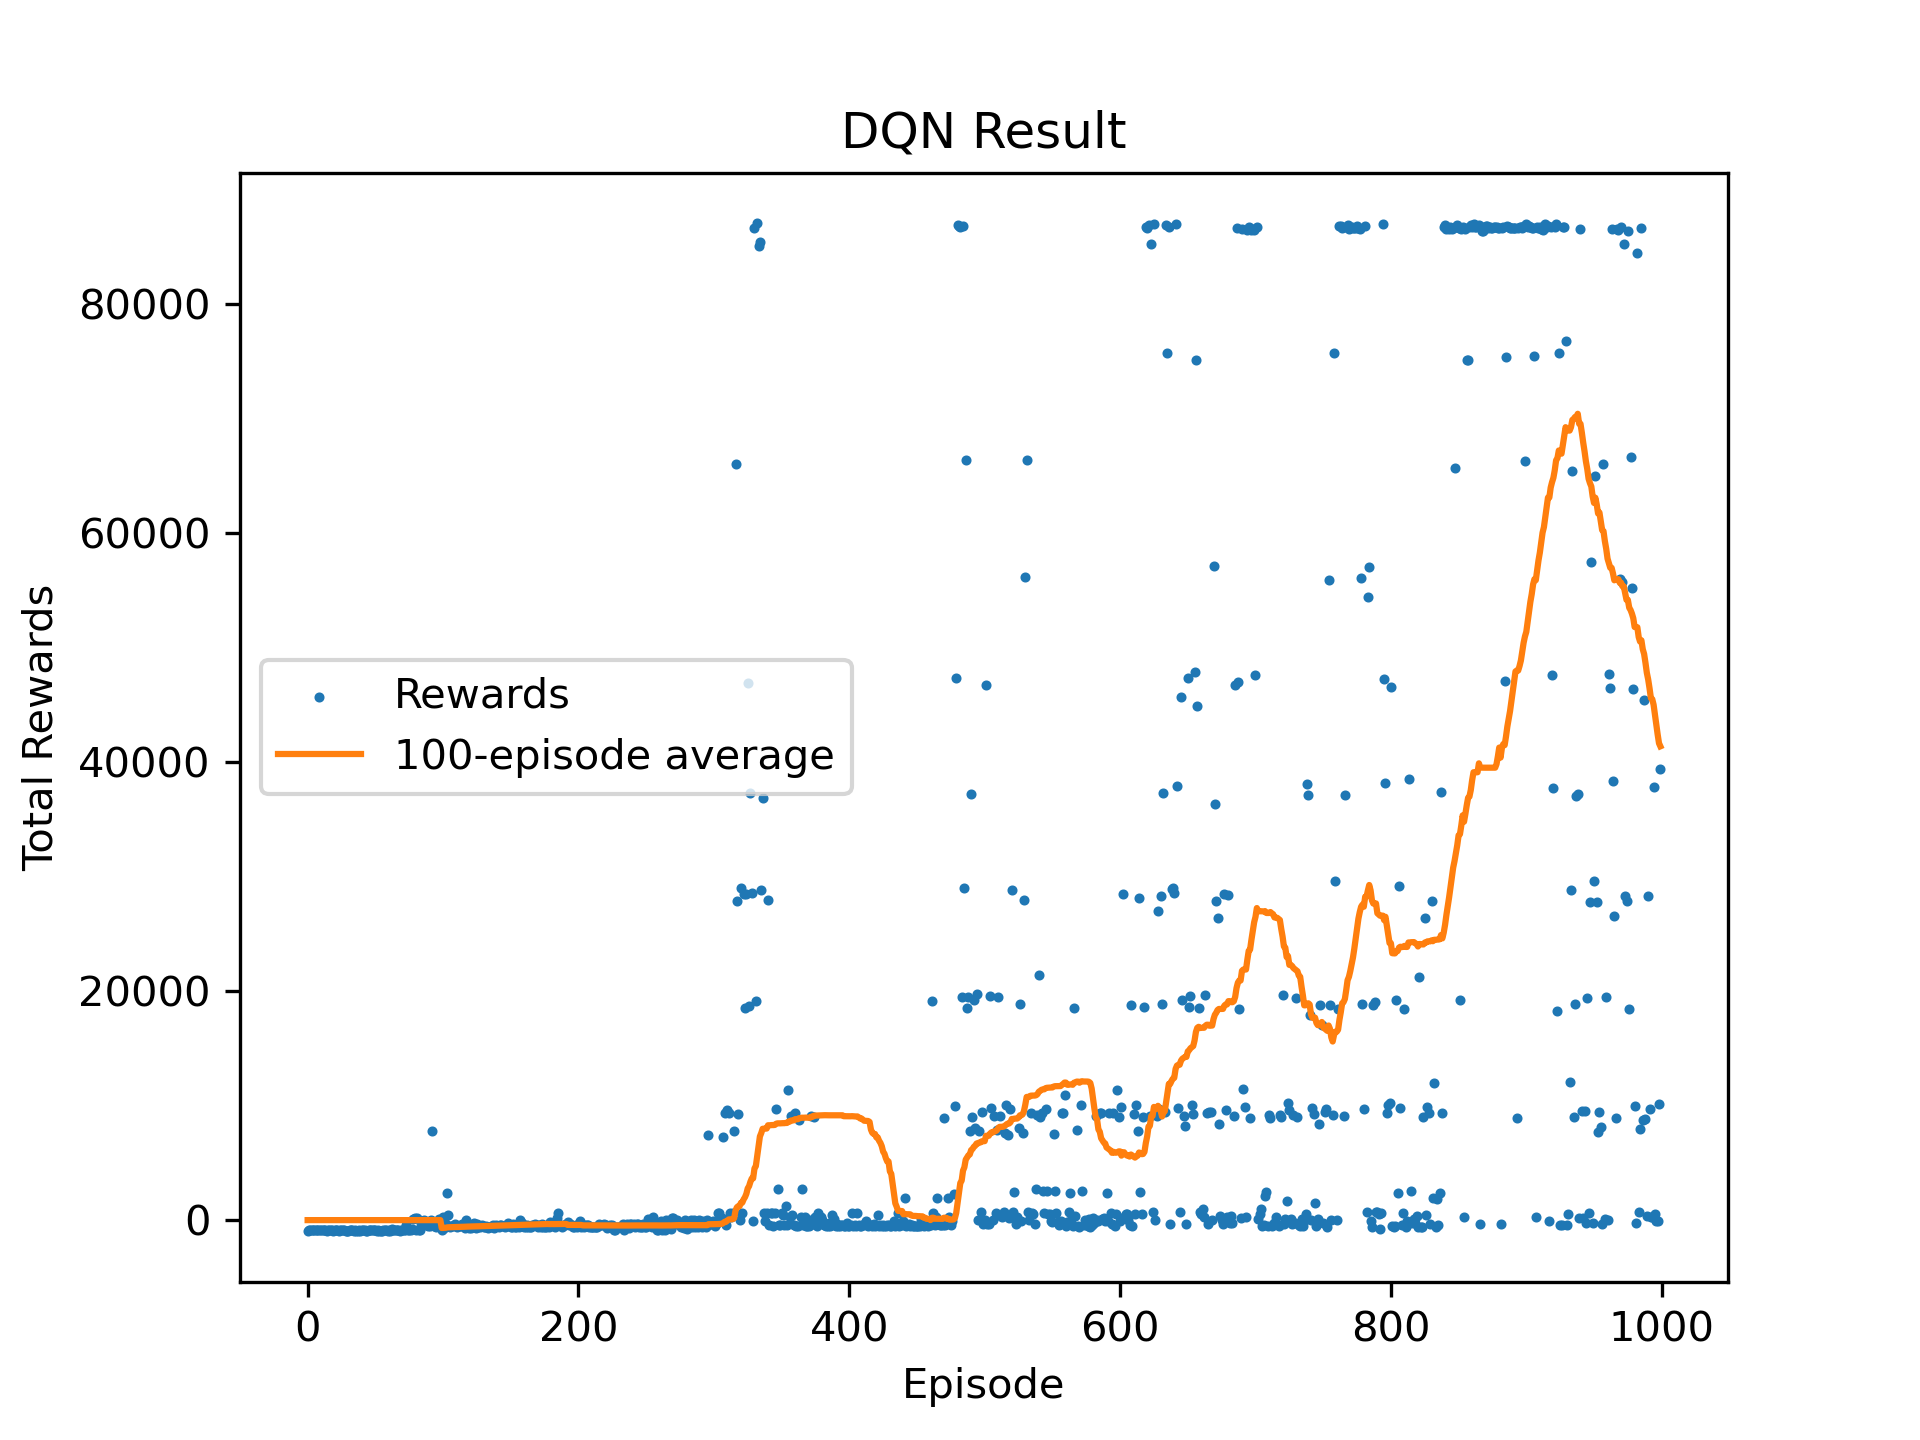 DQN Result
80000
60000
40000
20000
0
Total Rewards
Rewards
100-episode average
0 200 400 600 800 1000
Episode